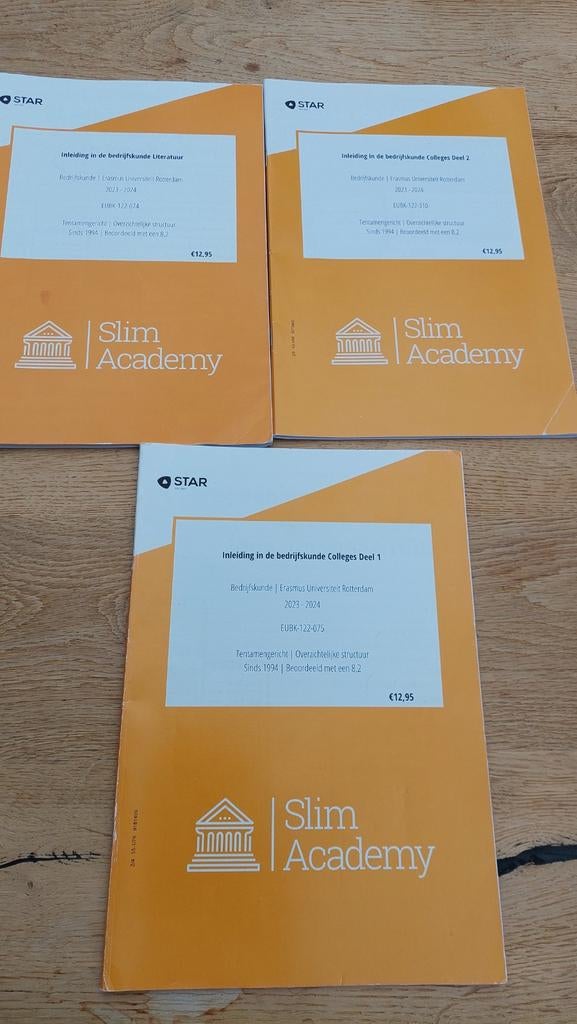 STAR
Inleiding in de bedrijfskunde Literatuur
Bedrijfskunde | Erasmus Universiteit Rotterdam
2023 - 2024
EUBK-122-074
Tentamengericht | Overzichtelijke structuur
Sinds 1994 | Beoordeeld met een 8,2
€12,95
Slim
Academy
STAR
Inleiding in de bedrijfskunde Colleges Deel 2
Bedrijfskunde | Erasmus Universiteit Rotterdam
2023 - 2024
EUBK-122-310
Tentamengericht | Overzichtelijke structuur
Sinds 1994 | Beoordeeld met een 8,2
€12,95
Slim
Academy
STAR
Inleiding in de bedrijfskunde Colleges Deel 1
Bedrijfskunde | Erasmus Universiteit Rotterdam
2023 - 2024
EUBK-122-075
Tentamengericht | Overzichtelijke structuur
Sinds 1994 | Beoordeeld met een 8,2
€12,95
Slim
Academy